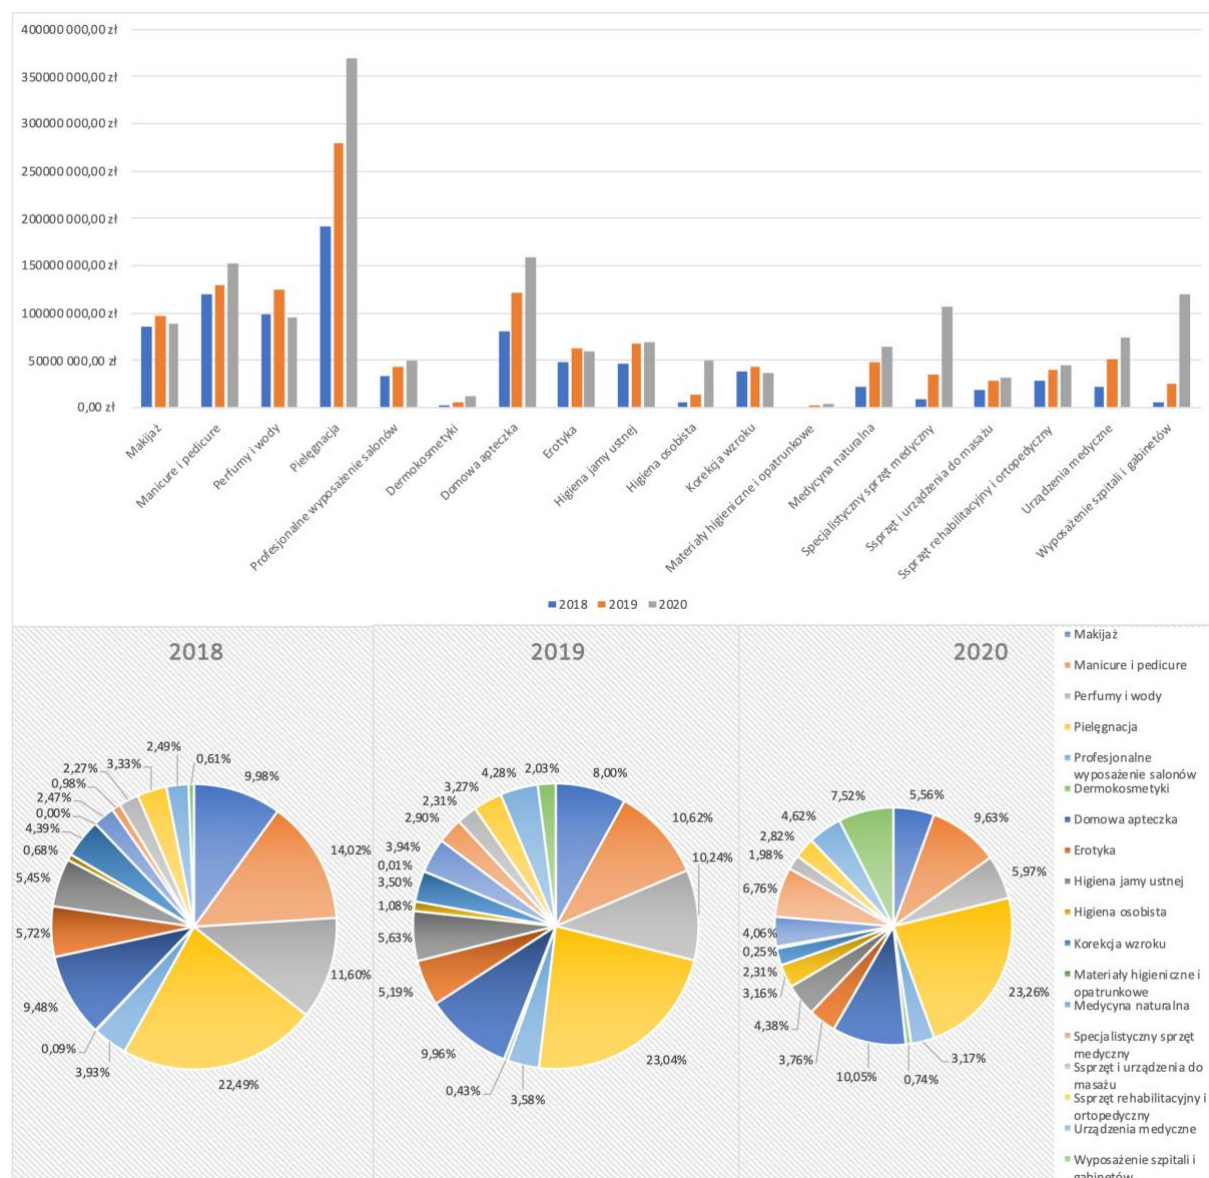 400000 000,00 zł
350000 000,00 zł
300000 000,00 zł
250000 000,00 zł
200000 000,00 zł
150000 000,00 zł
100000 000,00 zł
50000 000,00 zł
0,00 zł
Makijaż
Manicure i pedicure
Perfumy i wody
Pielęgnacja
Profesjonalne wyposażenie salonów
Dermokosmetyki
Domowa apteczka
Erotyka
Higiena jamy ustnej
Higiena osobista
Korekcja wzroku
Materiały higieniczne i opatrunkowe
Medycyna naturalna
Specjalistyczny sprzęt medyczny
Ssprzęt i urządzenia do masażu
Ssprzęt rehabilitacyjny i ortopedyczny
Urządzenia medyczne
Wyposażenie szpitali i gabinetów
2018 2019 2020
2018
9,98%
14,02%
11,60%
22,49%
3,93%
0,09%
9,48%
5,72%
5,45%
0,68%
4,39%
0,00%
2,47%
0,98%
2,27%
3,33%
2,49%
0,61%
2019
8,00%
10,62%
10,24%
23,04%
3,58%
0,43%
9,96%
5,19%
5,63%
1,08%
3,50%
0,01%
3,94%
2,90%
2,31%
3,27%
4,28%
2,03%
2020
5,56%
9,63%
5,97%
23,26%
3,17%
0,74%
10,05%
3,76%
4,38%
3,16%
2,31%
0,25%
4,06%
6,76%
1,98%
2,82%
4,62%
7,52%
Makijaż
Manicure i pedicure
Perfumy i wody
Pielęgnacja
Profesjonalne
wyposażenie salonów
Dermokosmetyki
Domowa apteczka
Erotyka
Higiena jamy ustnej
Higiena osobista
Korekcja wzroku
Materiały higieniczne i
opatrunkowe
Medycyna naturalna
Specjalistyczny sprzęt
medyczny
Ssprzęt i urządzenia do
masażu
Ssprzęt rehabilitacyjny i
ortopedyczny
Urządzenia medyczne
Wyposażenie szpitali i
gabinetów